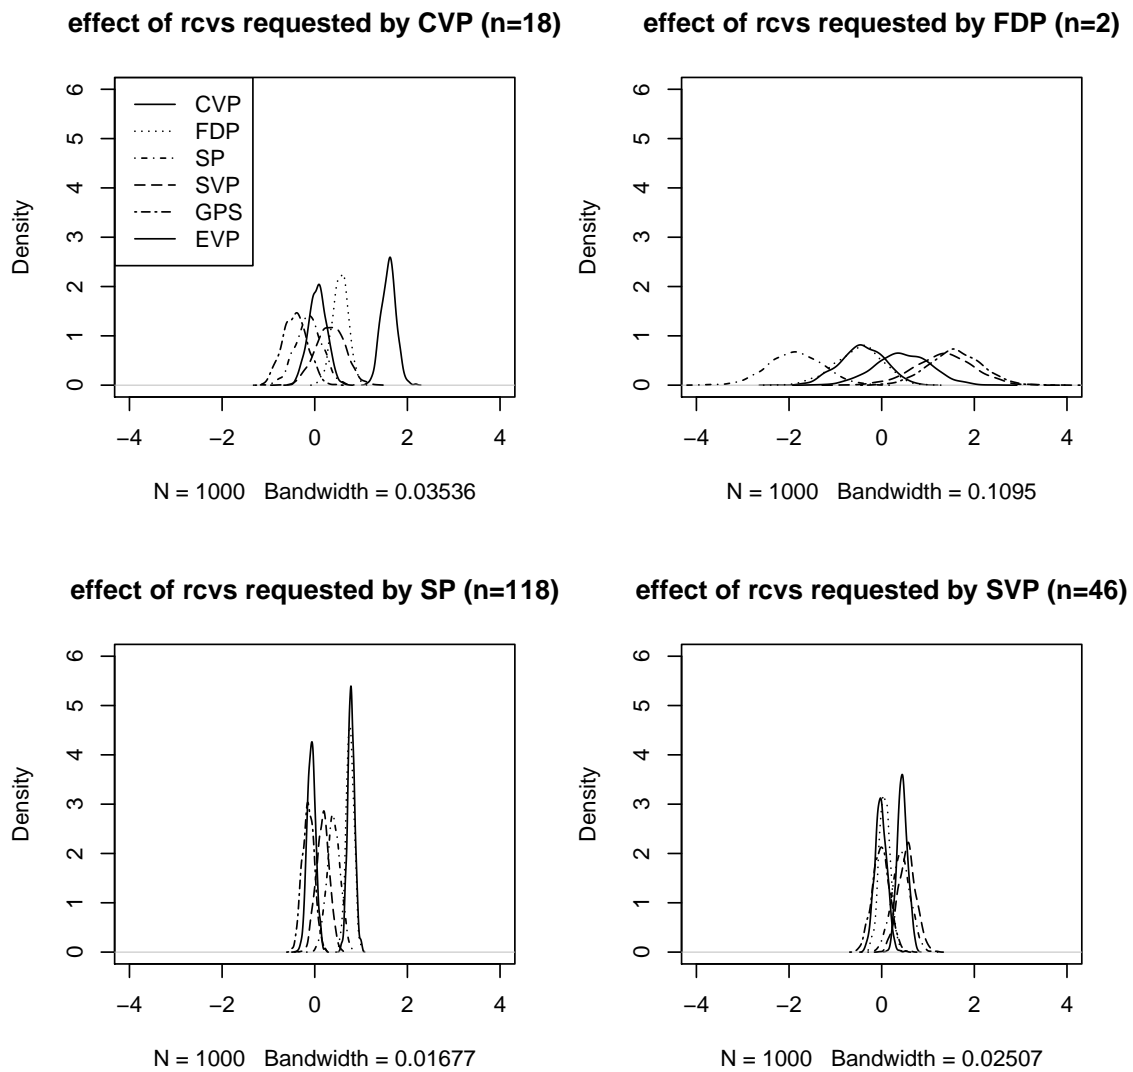 effect of rcvs requested by CVP (n=18)
Density
6
5
4
3
2
1
0
CVP
FDP
SP
SVP
GPS
EVP
−4 −2 0 2 4
N = 1000 Bandwidth = 0.03536
effect of rcvs requested by FDP (n=2)
Density
6
5
4
3
2
1
0
−4 −2 0 2 4
N = 1000 Bandwidth = 0.1095
effect of rcvs requested by SP (n=118)
Density
6
5
4
3
2
1
0
−4 −2 0 2 4
N = 1000 Bandwidth = 0.01677
effect of rcvs requested by SVP (n=46)
Density
6
5
4
3
2
1
0
−4 −2 0 2 4
N = 1000 Bandwidth = 0.02507